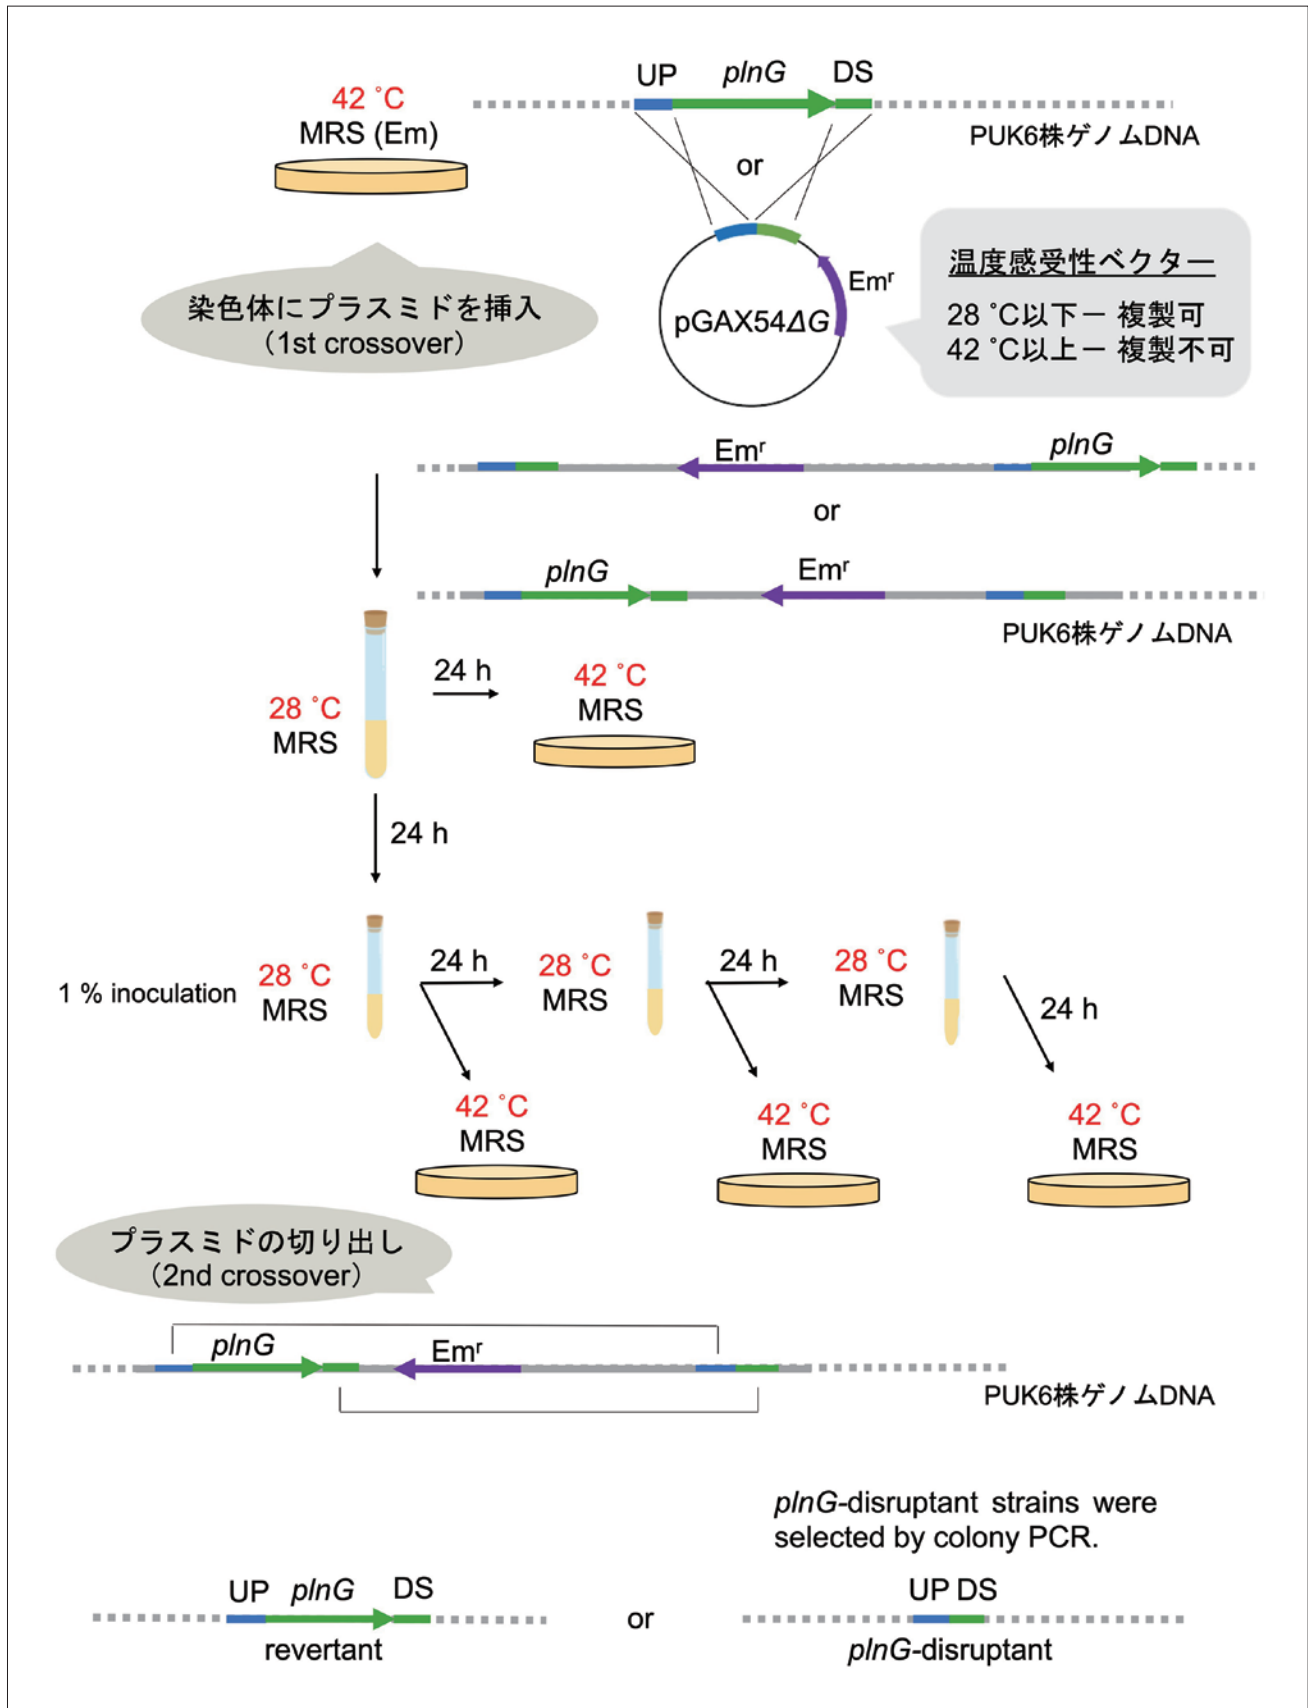 UP plnG DS
42 °C
MRS (Em)
PUK6株ゲノムDNA
or
染色体にプラスミドを挿入
(1st crossover)
Emʳ
pGAX54ΔG
温度感受性ベクター
28 °C以下ー 複製可
42 °C以上ー 複製不可
Emʳ
plnG
or
plnG
Emʳ
PUK6株ゲノムDNA
28 °C
MRS
24 h
42 °C
MRS
24 h
1 % inoculation
28 °C
MRS
24 h
28 °C
MRS
24 h
28 °C
MRS
24 h
42 °C
MRS
42 °C
MRS
42 °C
MRS
プラスミドの切り出し
(2nd crossover)
plnG
Emʳ
PUK6株ゲノムDNA
plnG-disruptant strains were
selected by colony PCR.
UP plnG DS
revertant
or
UP DS
plnG-disruptant